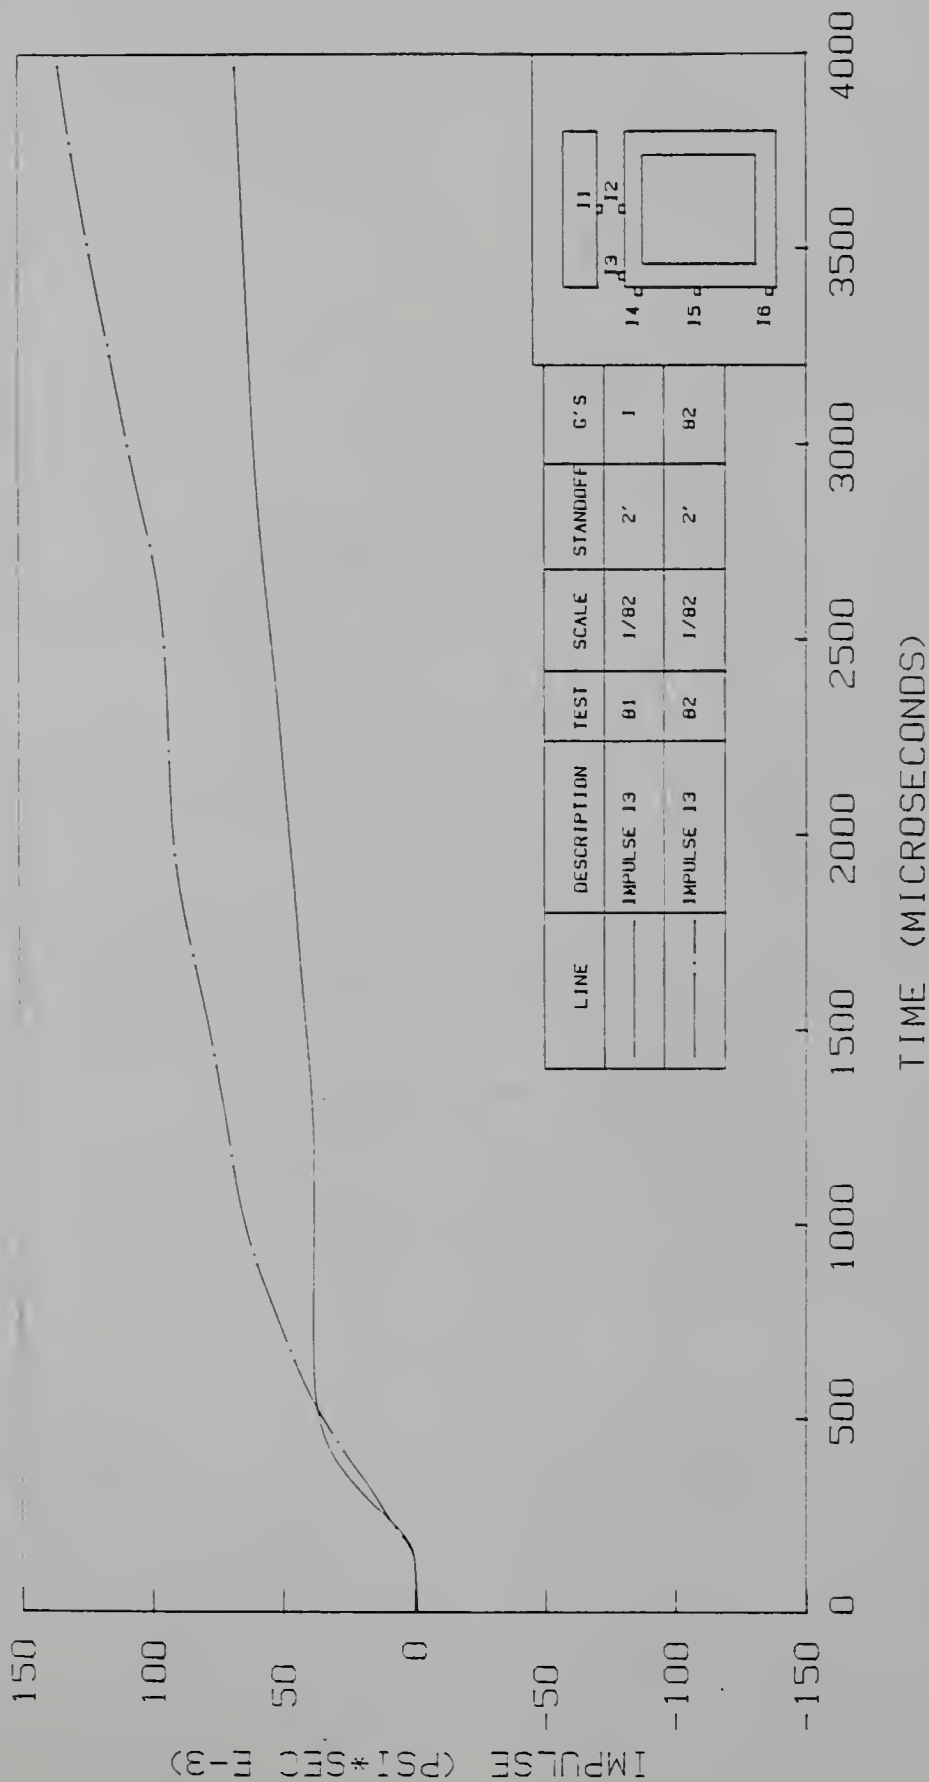 IMPULSE
(PSI*SEC E-3)
150
100
50
0
-50
-100
-150
LINE DESCRIPTION TEST SCALE STANDOFF G'S
IMPULSE I3 81 1/82 2' 1
IMPULSE I3 82 1/82 2' 82
I1
I2
I3
I4
I5
I6
0 500 1000 1500 2000 2500 3000 3500 4000
TIME (MICROSECONDS)